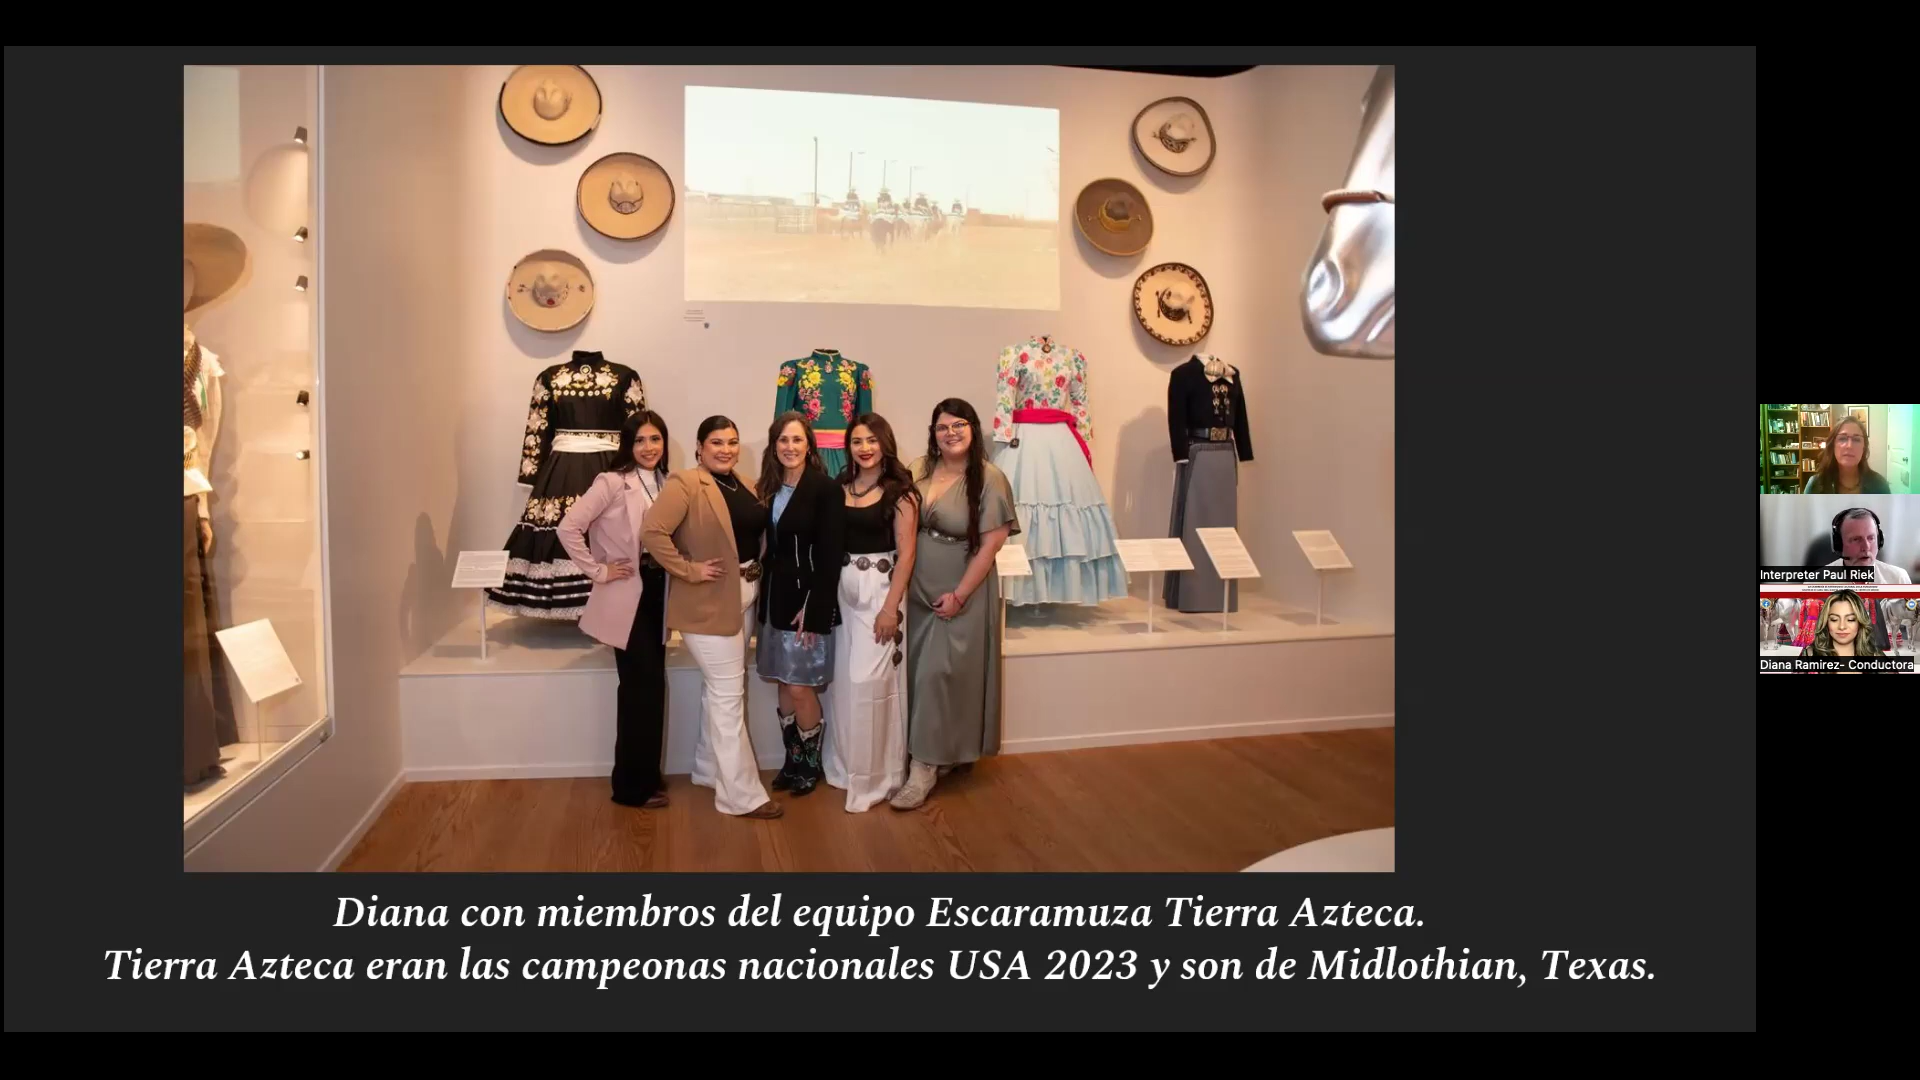 Diana con miembros del equipo Escaramuza Tierra Azteca.
Tierra Azteca eran las campeonas nacionales USA 2023 y son de Midlothian, Texas.
Interpreter Paul Riek
Diana Ramirez- Conductora